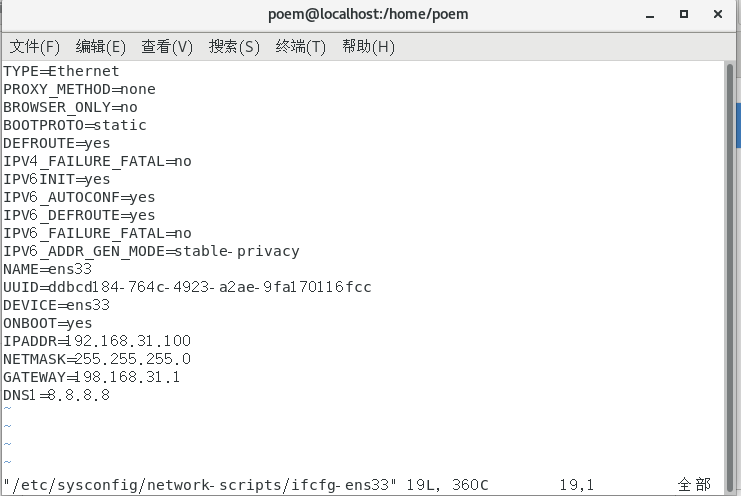 poem@localhost:/home/poem
文件(F) 编辑(E) 查看(V) 搜索(S) 终端(T) 帮助(H)
TYPE=Ethernet
PROXY_METHOD=none
BROWSER_ONLY=no
BOOTPROTO=static
DEFROUTE=yes
IPV4_FAILURE_FATAL=no
IPV6INIT=yes
IPV6_AUTOCONF=yes
IPV6_DEFROUTE=yes
IPV6_FAILURE_FATAL=no
IPV6_ADDR_GEN_MODE=stable-privacy
NAME=ens33
UUID=ddbcd184-764c-4923-a2ae-9fa170116fcc
DEVICE=ens33
ONBOOT=yes
IPADDR=192.168.31.100
NETMASK=255.255.255.0
GATEWAY=198.168.31.1
DNS1=8.8.8.8
~
~
~
~
"/etc/sysconfig/network-scripts/ifcfg-ens33" 19L, 360C 19,1 全部